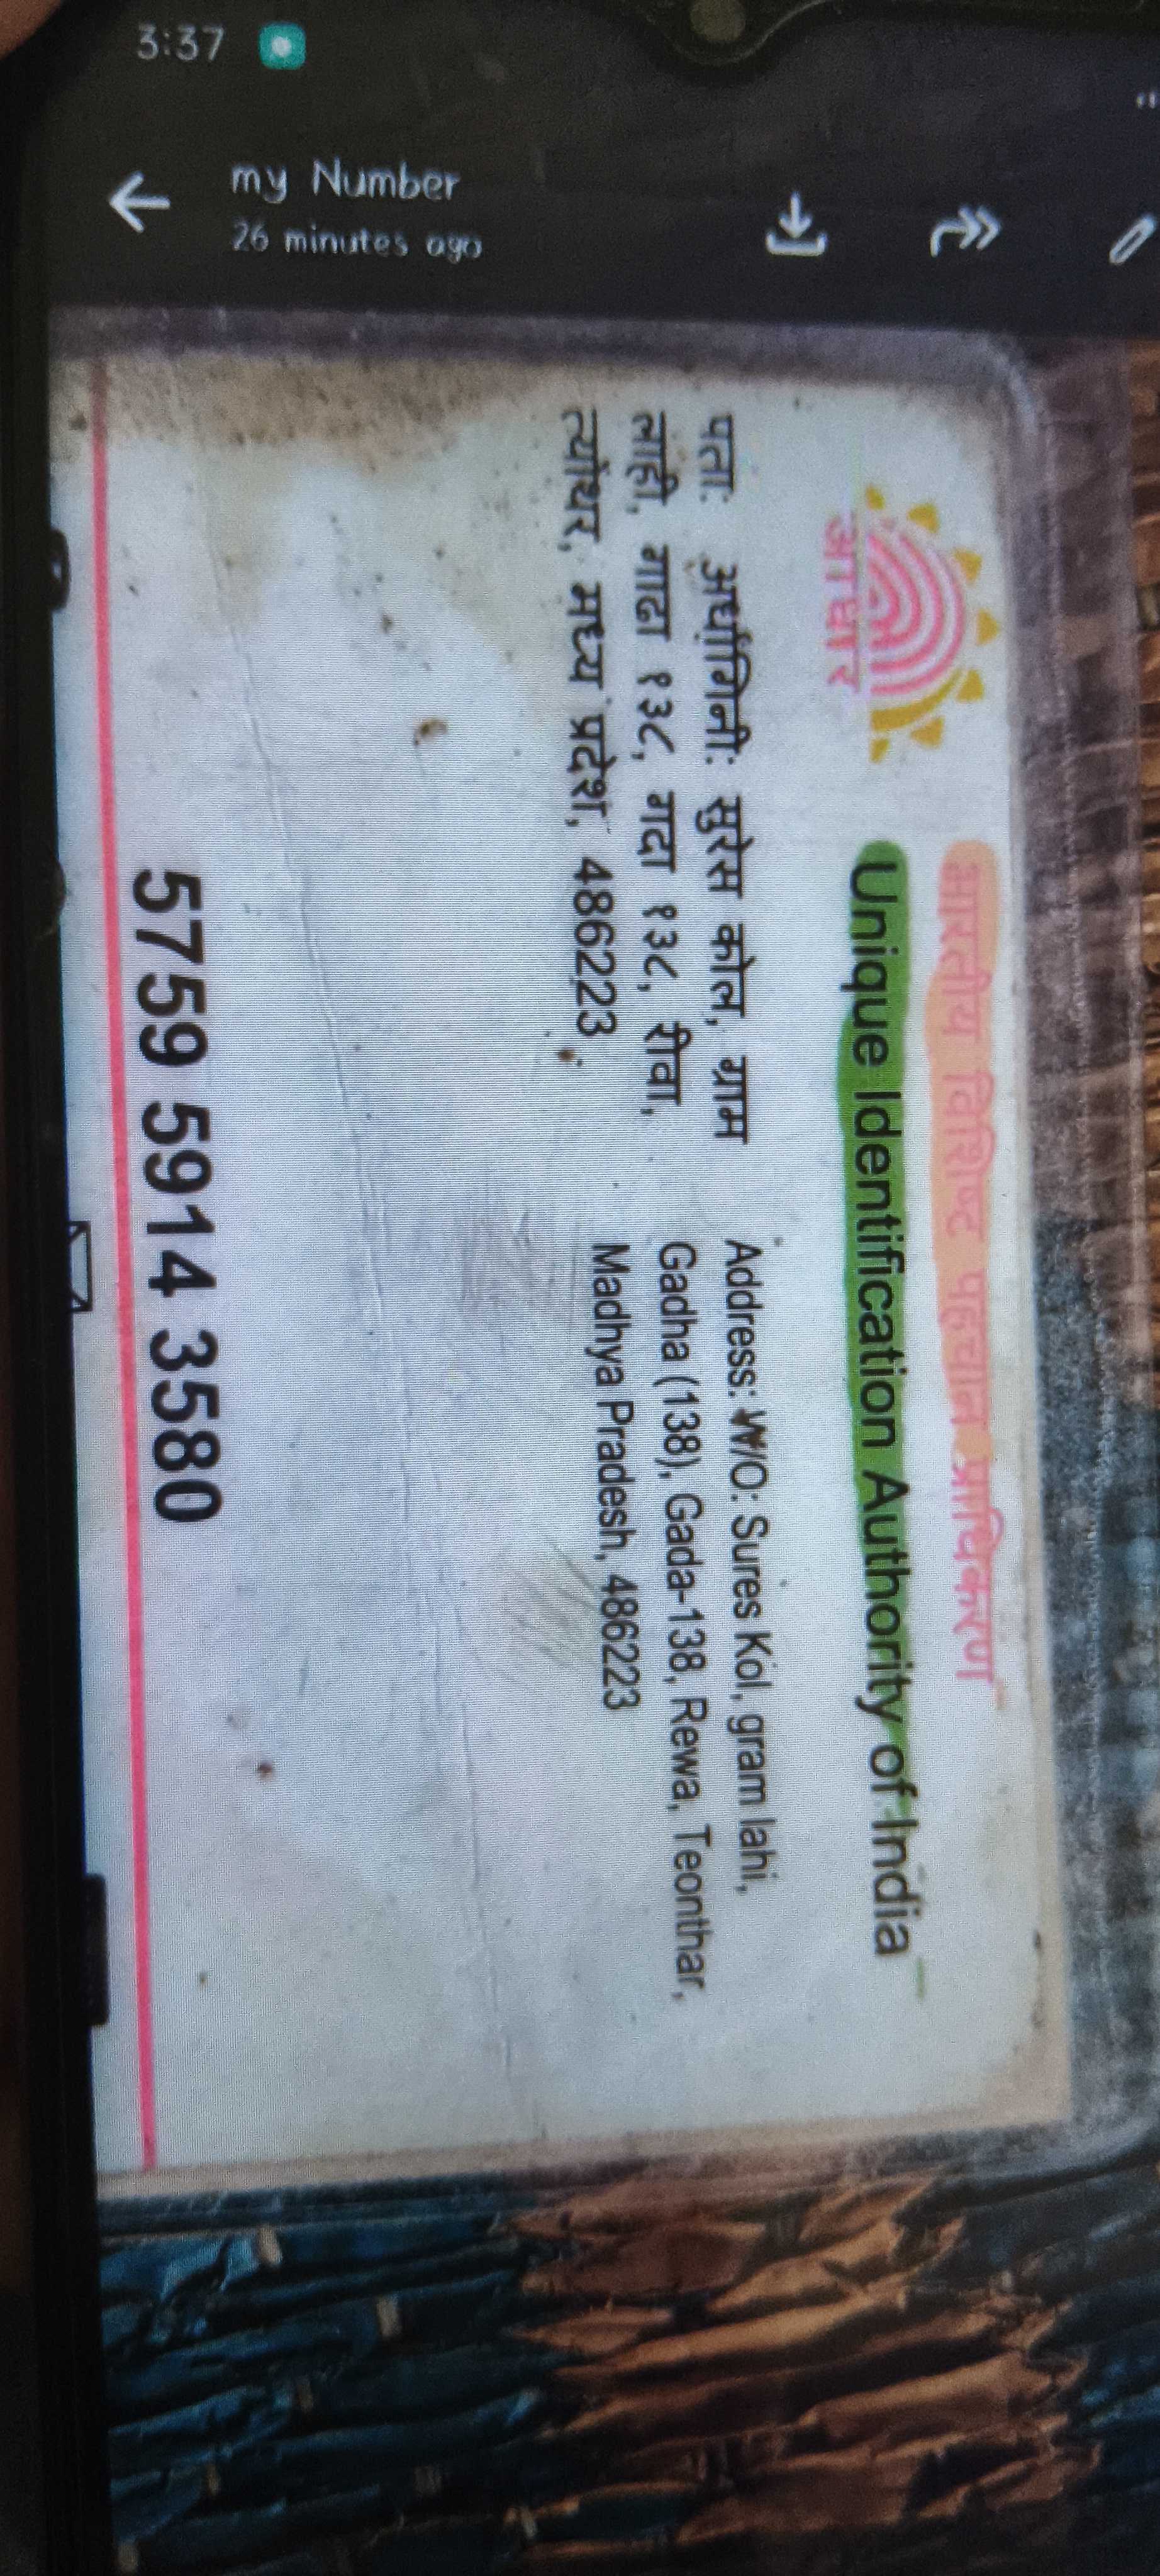 3:37
my Number
26 minutes ago
भारतीय विशिष्ट पहचान प्राधिकरण
Unique Identification Authority of India
आधार
पता: अर्धांगिनी: सुरेस कोल, ग्राम
लाही, गाढा १३८, गदा १३८, रीवा,
त्योंथर, मध्य प्रदेश, 486223
Address: W/O: Sures Kol, gram lahi,
Gadha (138), Gada-138, Rewa, Teonthar,
Madhya Pradesh, 486223
5759 5914 3580